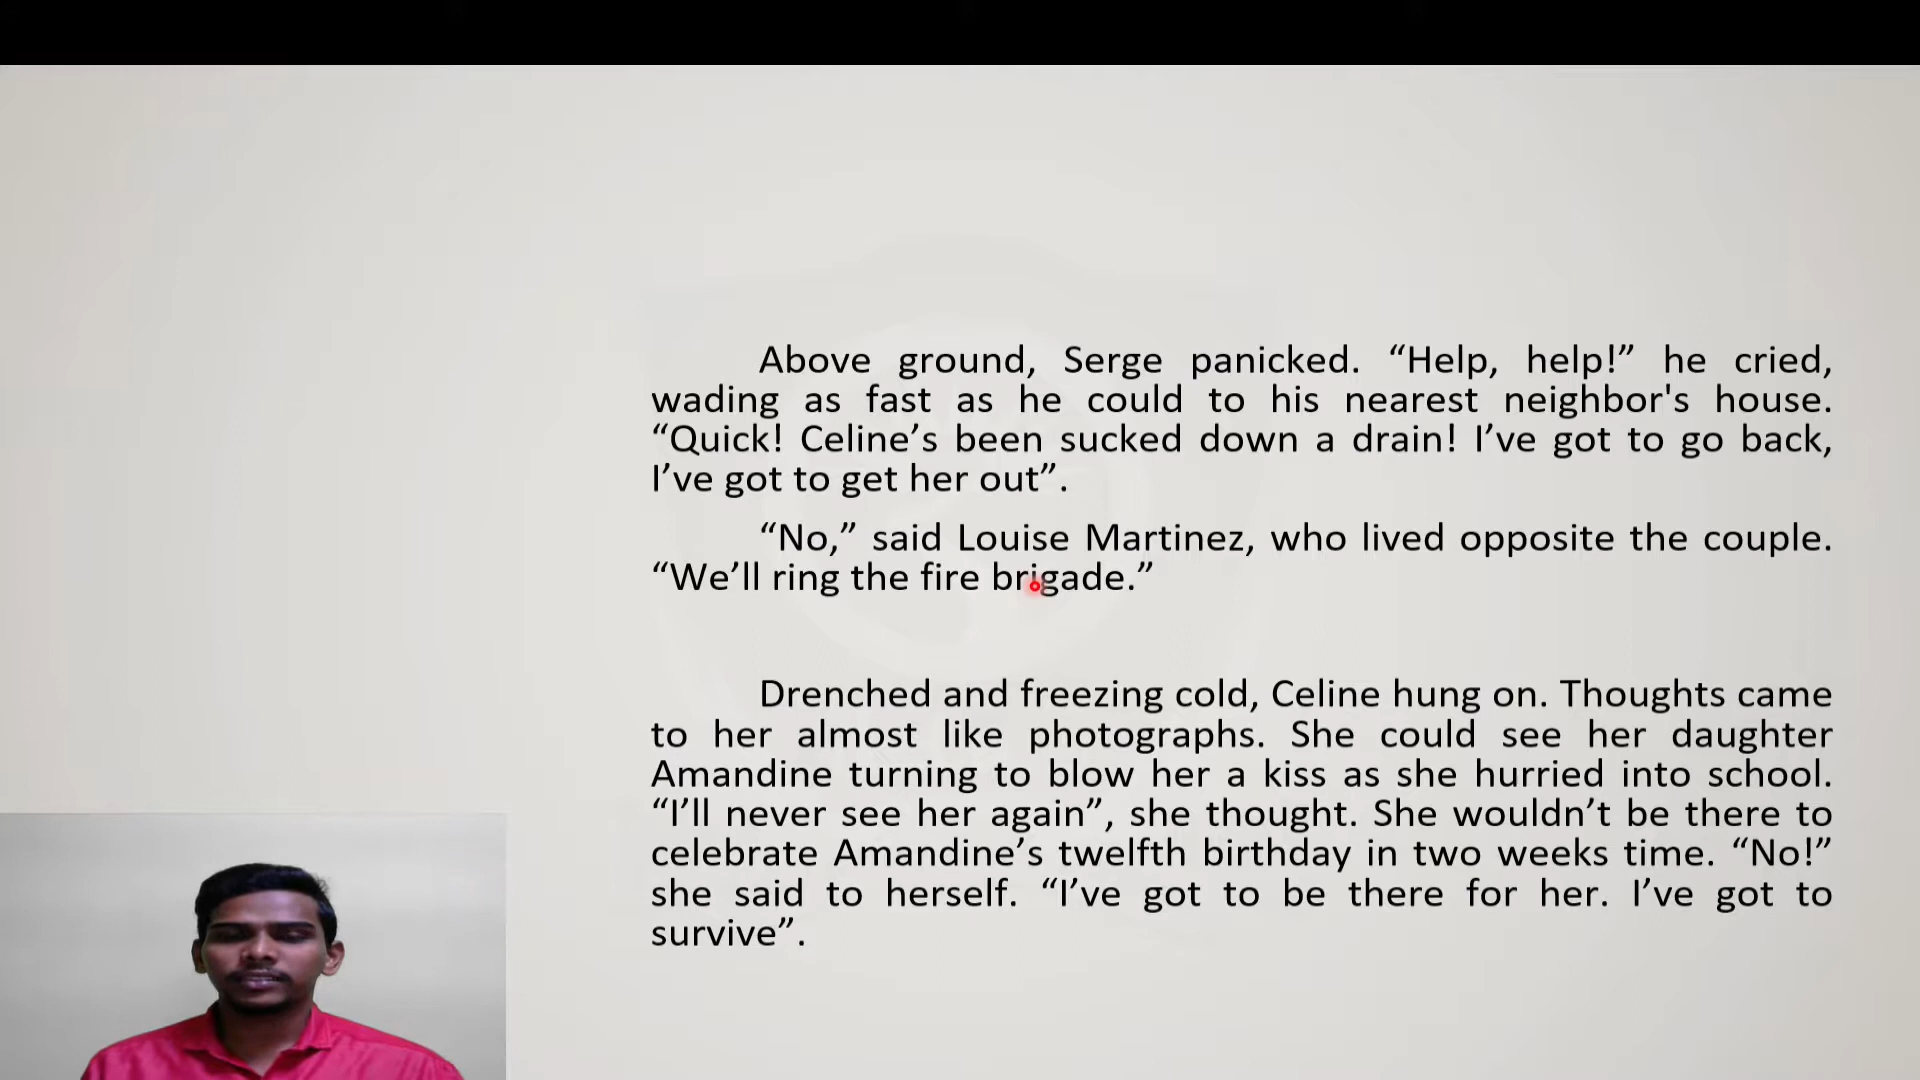 Above ground, Serge panicked. “Help, help!” he cried,
wading as fast as he could to his nearest neighbor's house.
“Quick! Celine’s been sucked down a drain! I’ve got to go back,
I’ve got to get her out”.
“No,” said Louise Martinez, who lived opposite the couple.
“We’ll ring the fire brigade.”
Drenched and freezing cold, Celine hung on. Thoughts came
to her almost like photographs. She could see her daughter
Amandine turning to blow her a kiss as she hurried into school.
“I’ll never see her again”, she thought. She wouldn’t be there to
celebrate Amandine’s twelfth birthday in two weeks time. “No!”
she said to herself. “I’ve got to be there for her. I’ve got to
survive”.